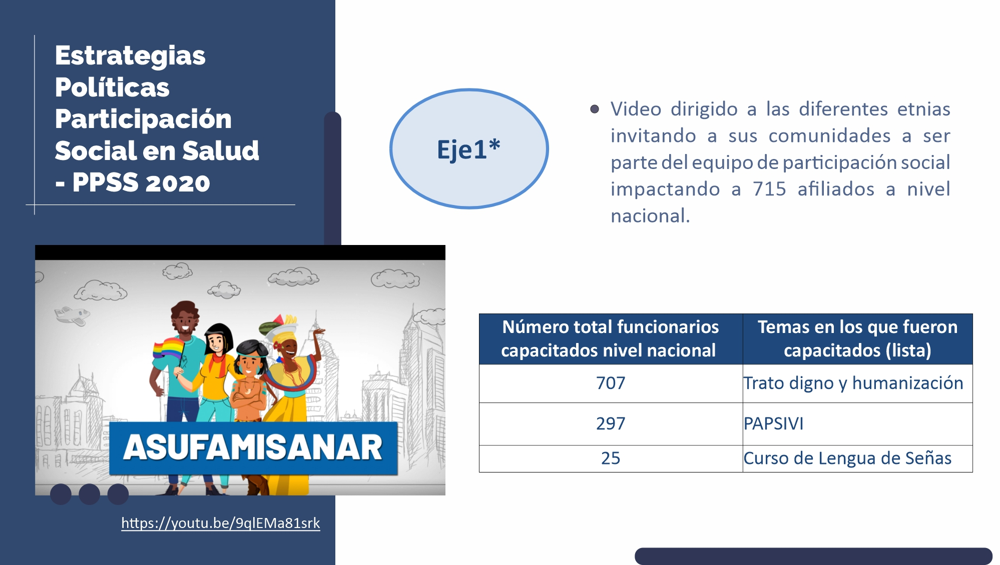 Estrategias
Políticas
Participación
Social en Salud
- PPSS 2020
Eje1*
Video dirigido a las diferentes etnias
invitando a sus comunidades a ser
parte del equipo de participación social
impactando a 715 afiliados a nivel
nacional.
ASUFAMISANAR
https://youtu.be/9qlEMa81srk
Número total funcionarios capacitados nivel nacional
Temas en los que fueron capacitados (lista)
707 Trato digno y humanización
297 PAPSIVI
25 Curso de Lengua de Señas